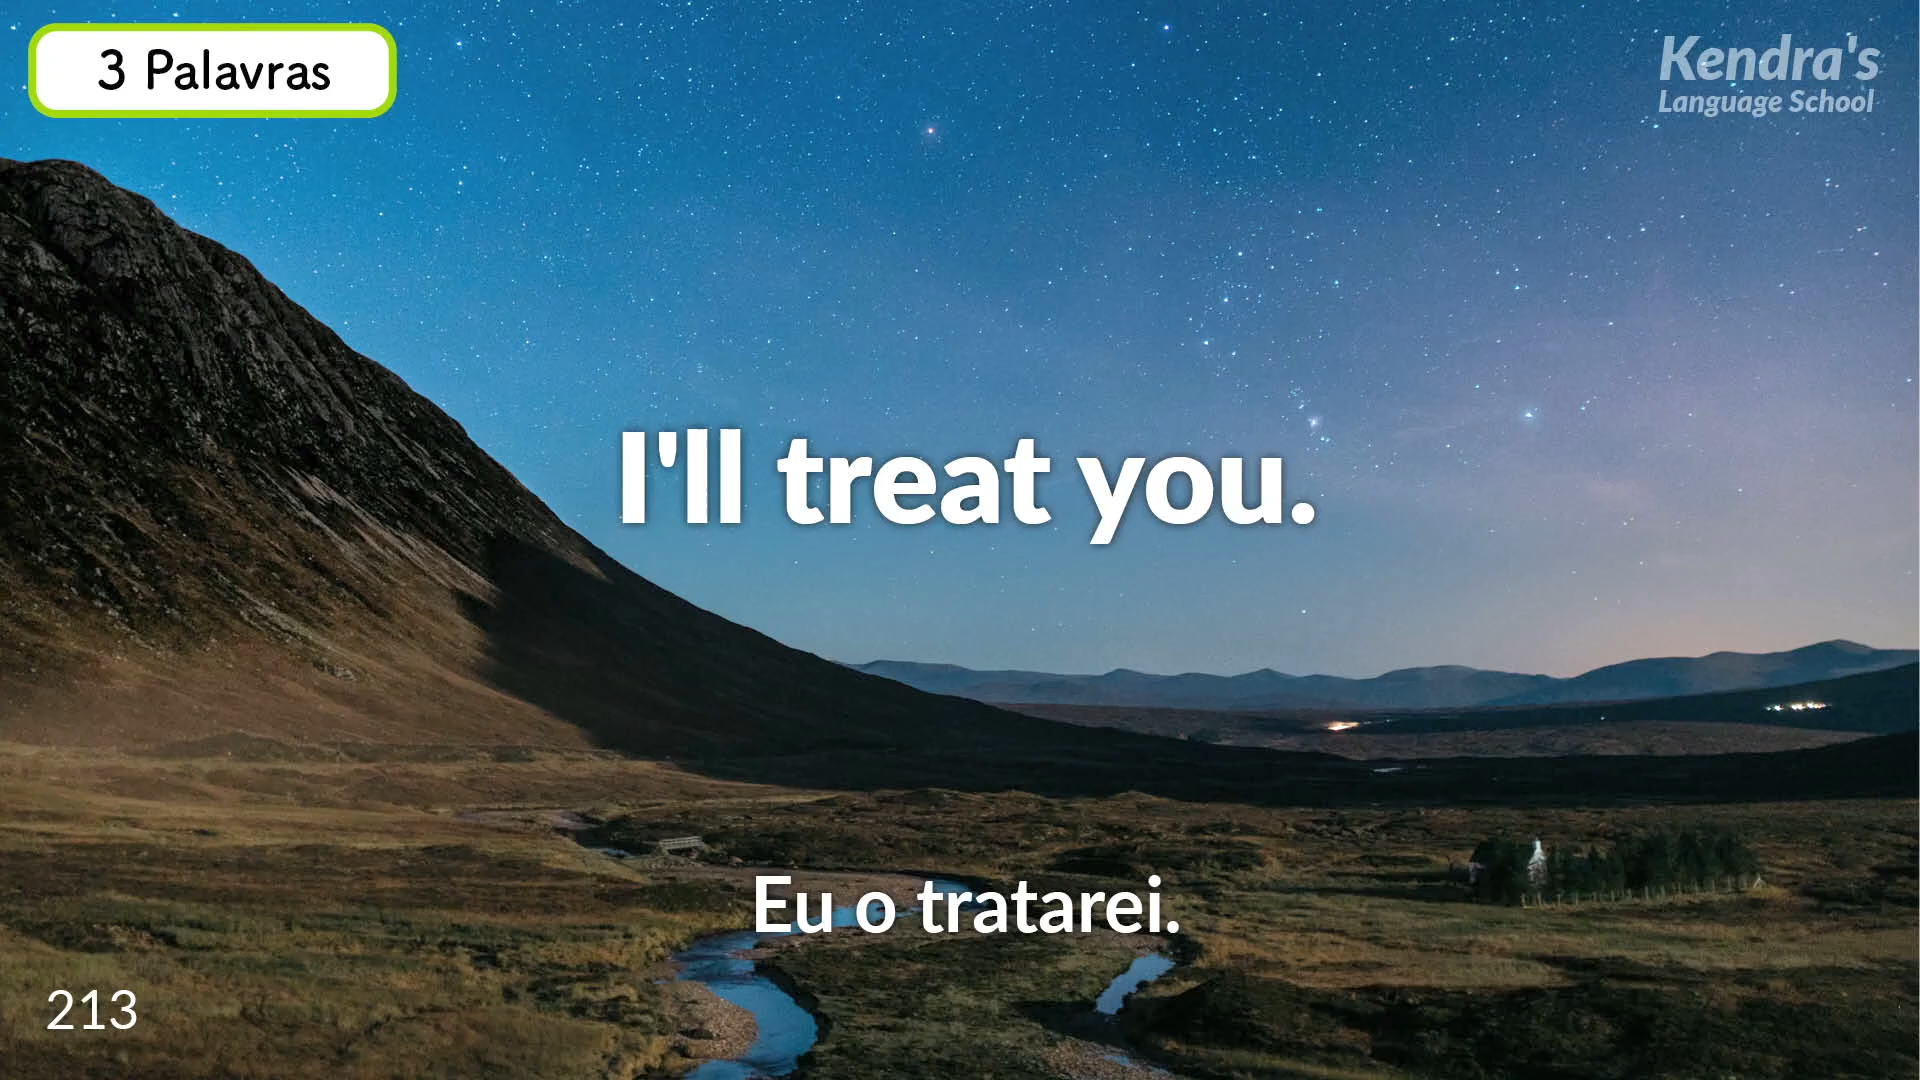 3 Palavras
Kendra's
Language School
I'll treat you.
Eu o tratarei.
213